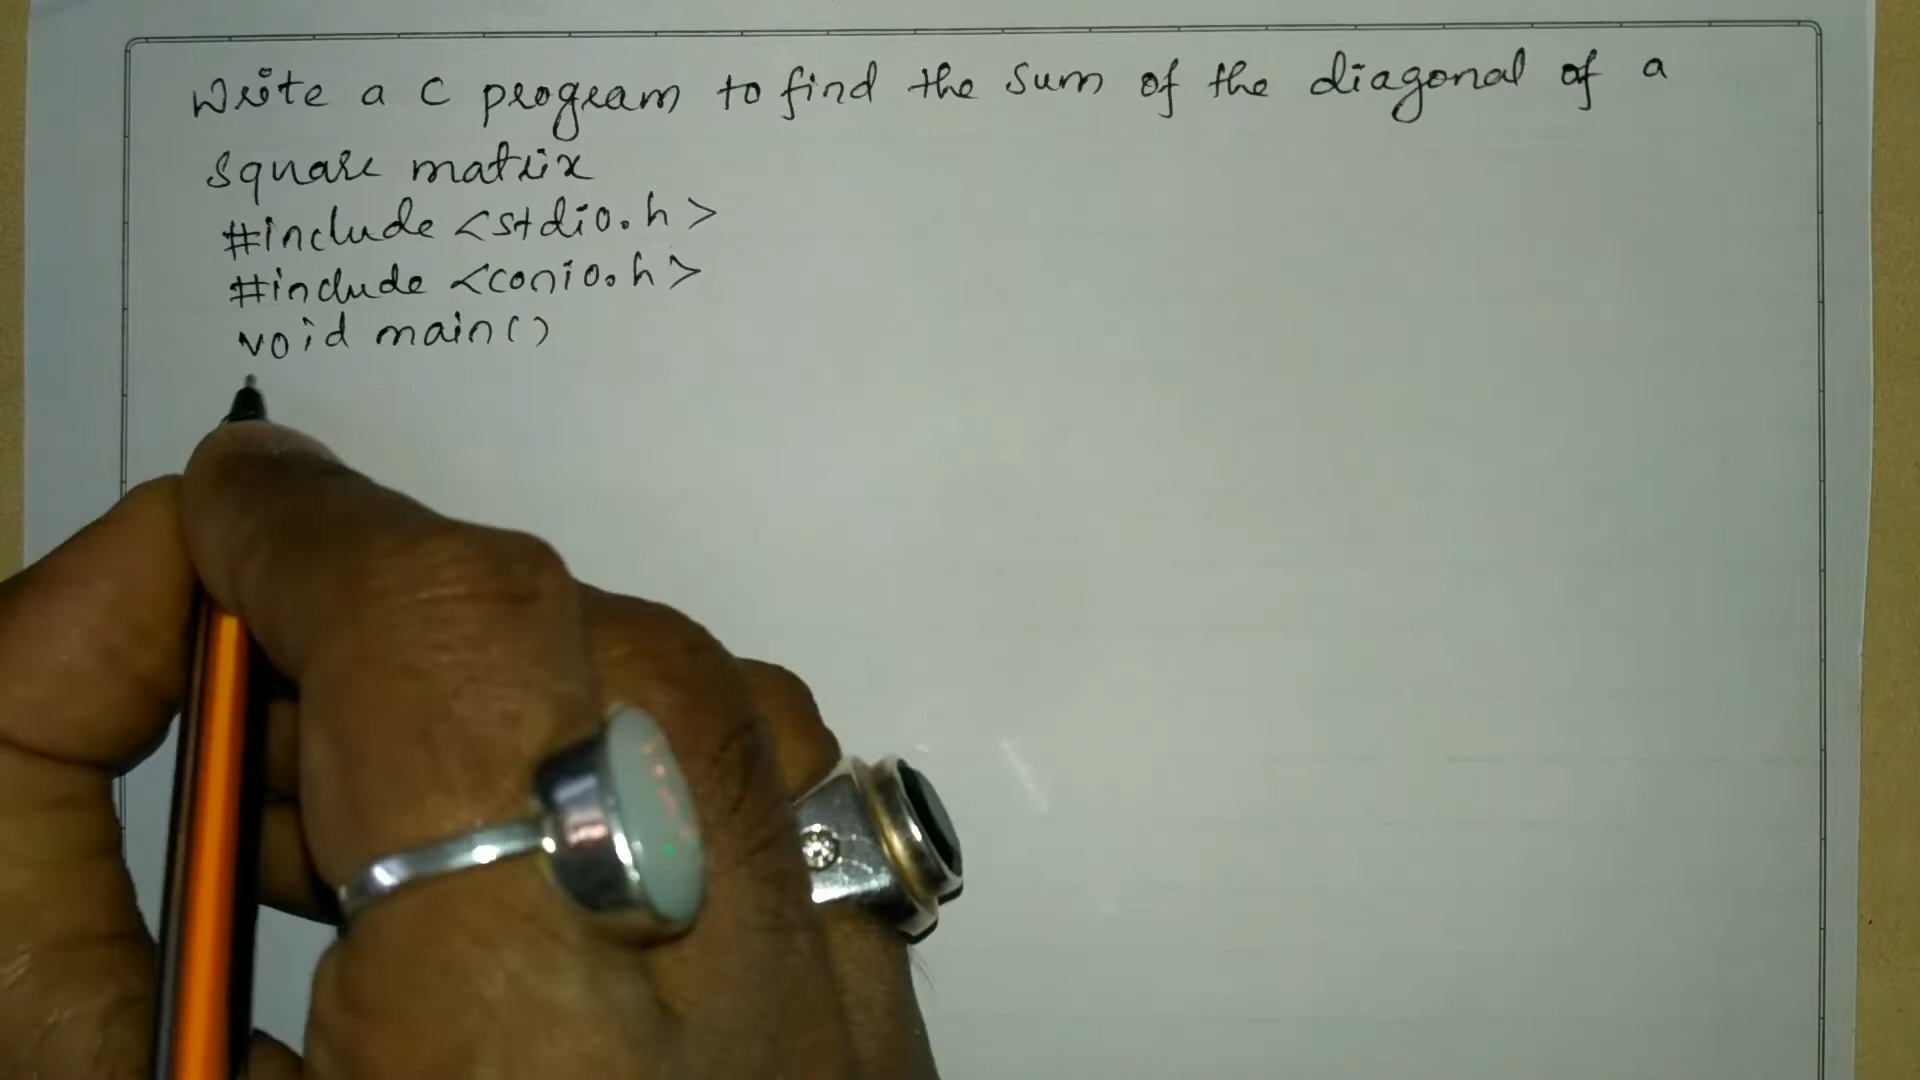 Write a C program to find the sum of the diagonal of a
square matrix
#include <stdio.h>
#include <conio.h>
void main()